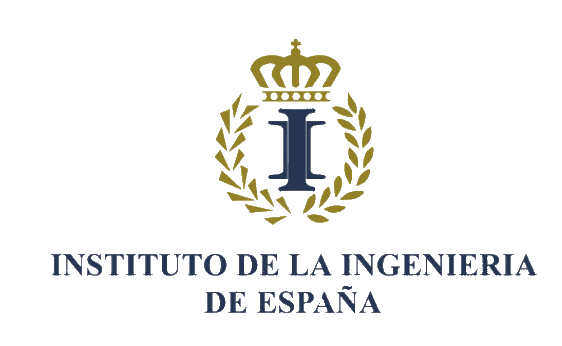 I
INSTITUTO DE LA INGENIERIA
DE ESPAÑA